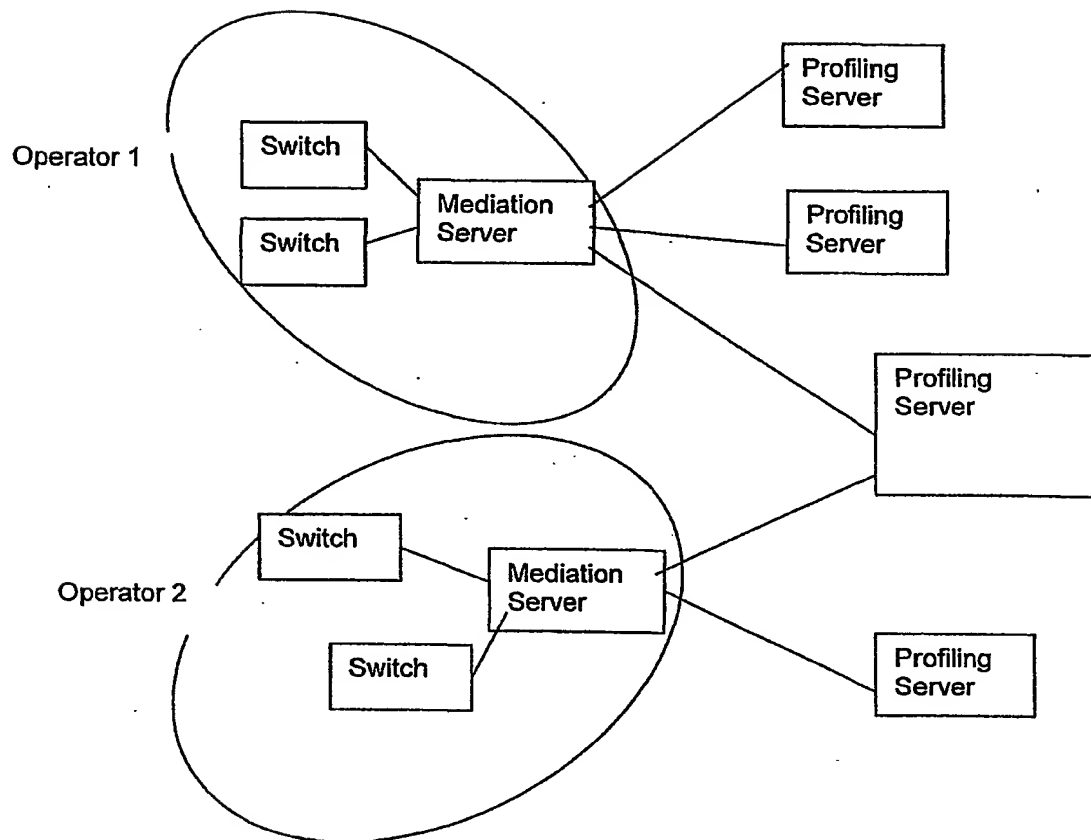 Profiling
Server
Operator 1
Switch
Mediation
Server
Switch
Profiling
Server
Profiling
Server
Switch
Mediation
Server
Operator 2
Switch
Profiling
Server